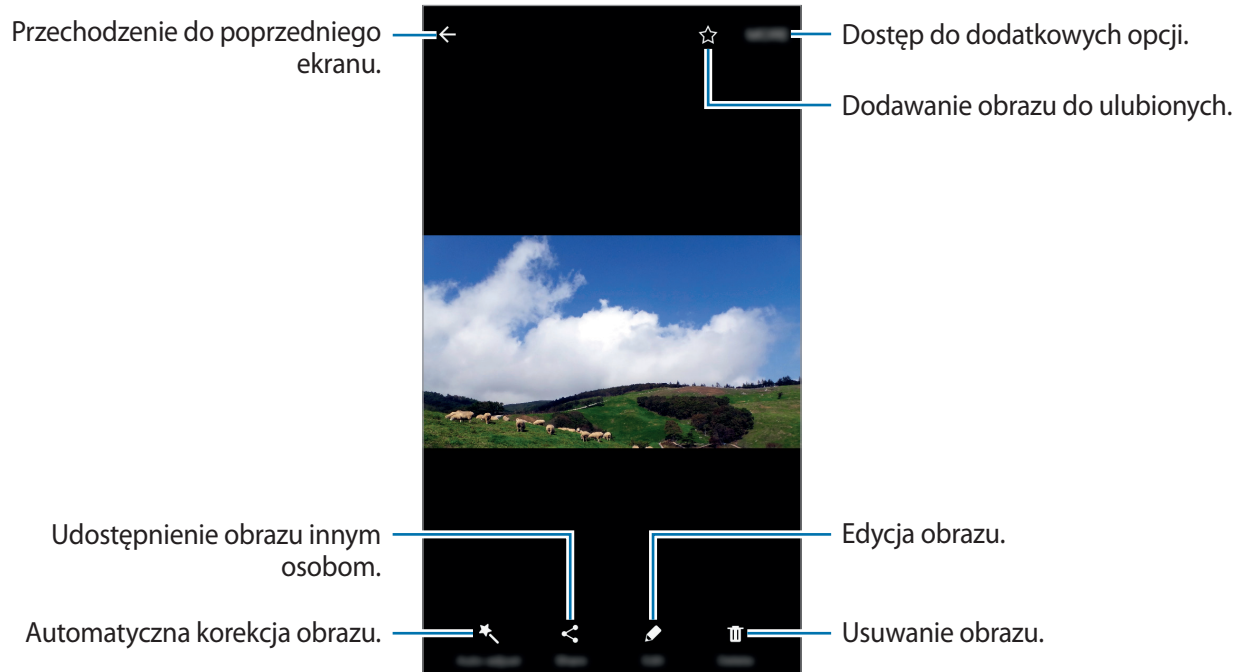 Przechodzenie do poprzedniego
ekranu.
Dostęp do dodatkowych opcji.
Dodawanie obrazu do ulubionych.
Udostępnienie obrazu innym
osobom.
Edycja obrazu.
Automatyczna korekcja obrazu.
Usuwanie obrazu.